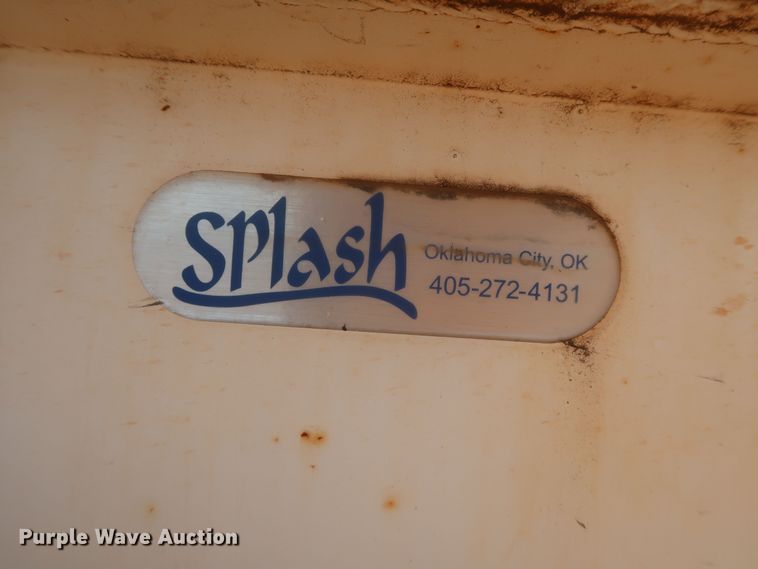 Splash
Oklahoma City, OK
405-272-4131
Purple Wave Auction